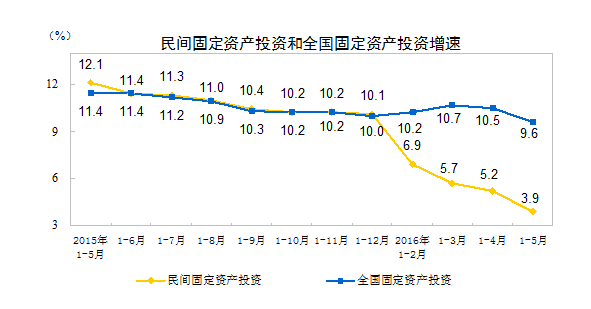 民间固定资产投资和全国固定资产投资增速
(%)
12.1 11.4 11.3 11.0 10.4 10.2 10.2 10.1
12
11.4 11.4 11.2 10.9 10.3 10.2 10.2 10.0 10.2 10.7 10.5 9.6
9
6.9 5.7 5.2 3.9
6
3
2015年 1-6月 1-7月 1-8月 1-9月 1-10月 1-11月 1-12月 2016年 1-3月 1-4月 1-5月
1-5月 1-2月
民间固定资产投资 全国固定资产投资